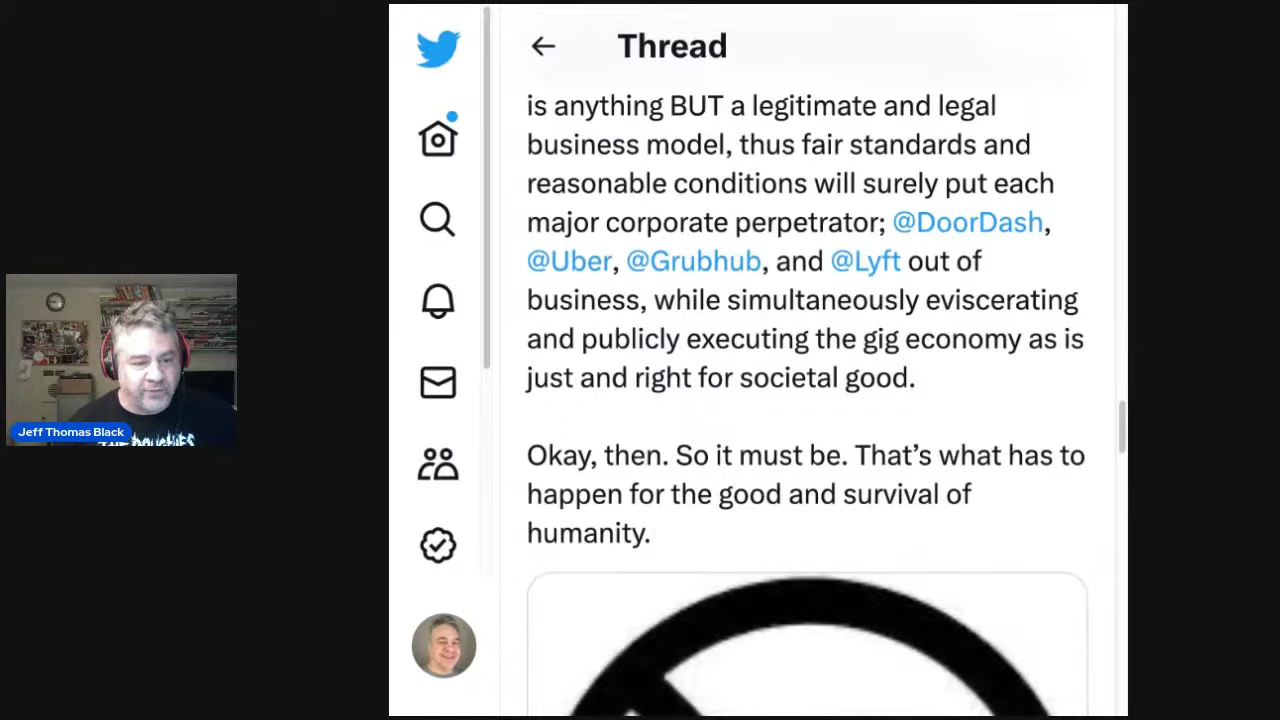 Thread
is anything BUT a legitimate and legal
business model, thus fair standards and
reasonable conditions will surely put each
major corporate perpetrator; @DoorDash,
@Uber, @Grubhub, and @Lyft out of
business, while simultaneously eviscerating
and publicly executing the gig economy as is
just and right for societal good.
Okay, then. So it must be. That’s what has to
happen for the good and survival of
humanity.
Jeff Thomas Black